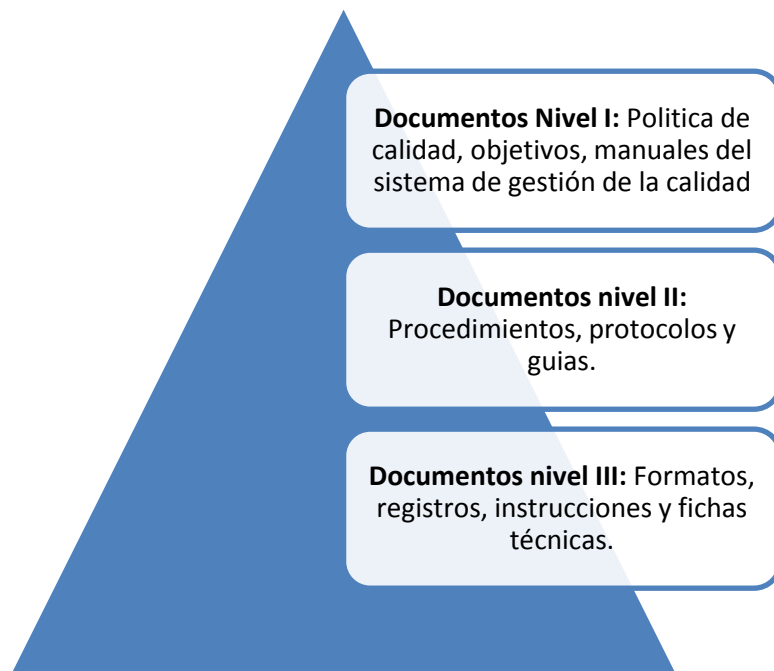 Documentos Nivel I: Politica de
calidad, objetivos, manuales del
sistema de gestión de la calidad
Documentos nivel II:
Procedimientos, protocolos y
guias.
Documentos nivel III: Formatos,
registros, instrucciones y fichas
técnicas.